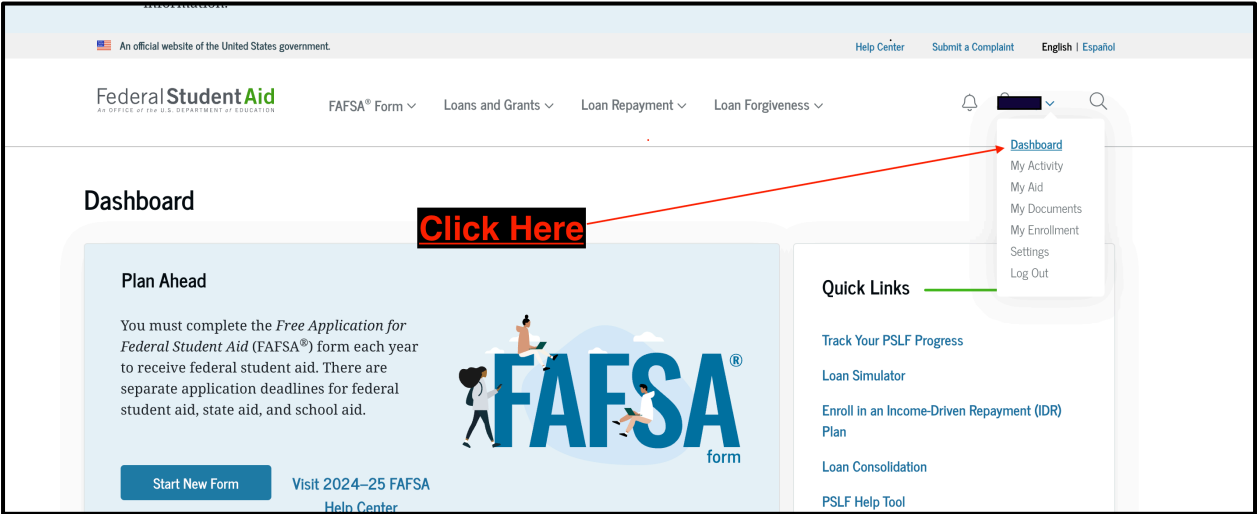 information.
An official website of the United States government.
Help Center Submit a Complaint English | Español
Federal Student Aid
An OFFICE of the U.S. DEPARTMENT of EDUCATION
FAFSA® Form Loans and Grants Loan Repayment Loan Forgiveness
Dashboard
My Activity
My Aid
My Documents
My Enrollment
Settings
Log Out
Dashboard
Click Here
Plan Ahead
You must complete the Free Application for
Federal Student Aid (FAFSA®) form each year
to receive federal student aid. There are
separate application deadlines for federal
student aid, state aid, and school aid.
FAFSA®
form
Start New Form
Visit 2024–25 FAFSA
Help Center
Quick Links
Track Your PSLF Progress
Loan Simulator
Enroll in an Income-Driven Repayment (IDR)
Plan
Loan Consolidation
PSLF Help Tool